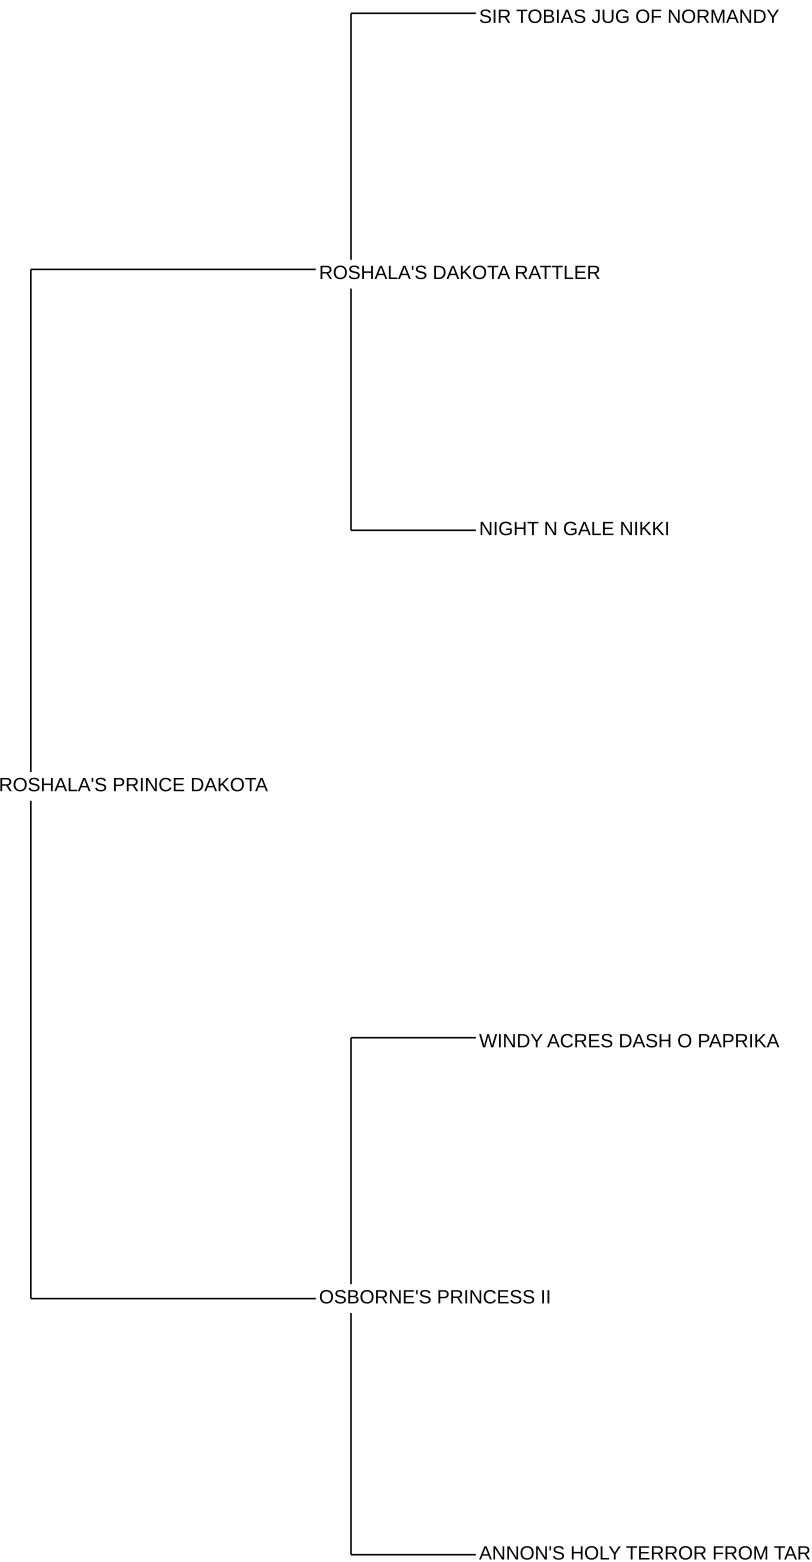 SIR TOBIAS JUG OF NORMANDY
ROSHALA'S DAKOTA RATTLER
NIGHT N GALE NIKKI
ROSHALA'S PRINCE DAKOTA
WINDY ACRES DASH O PAPRIKA
OSBORNE'S PRINCESS II
ANNON'S HOLY TERROR FROM TAR